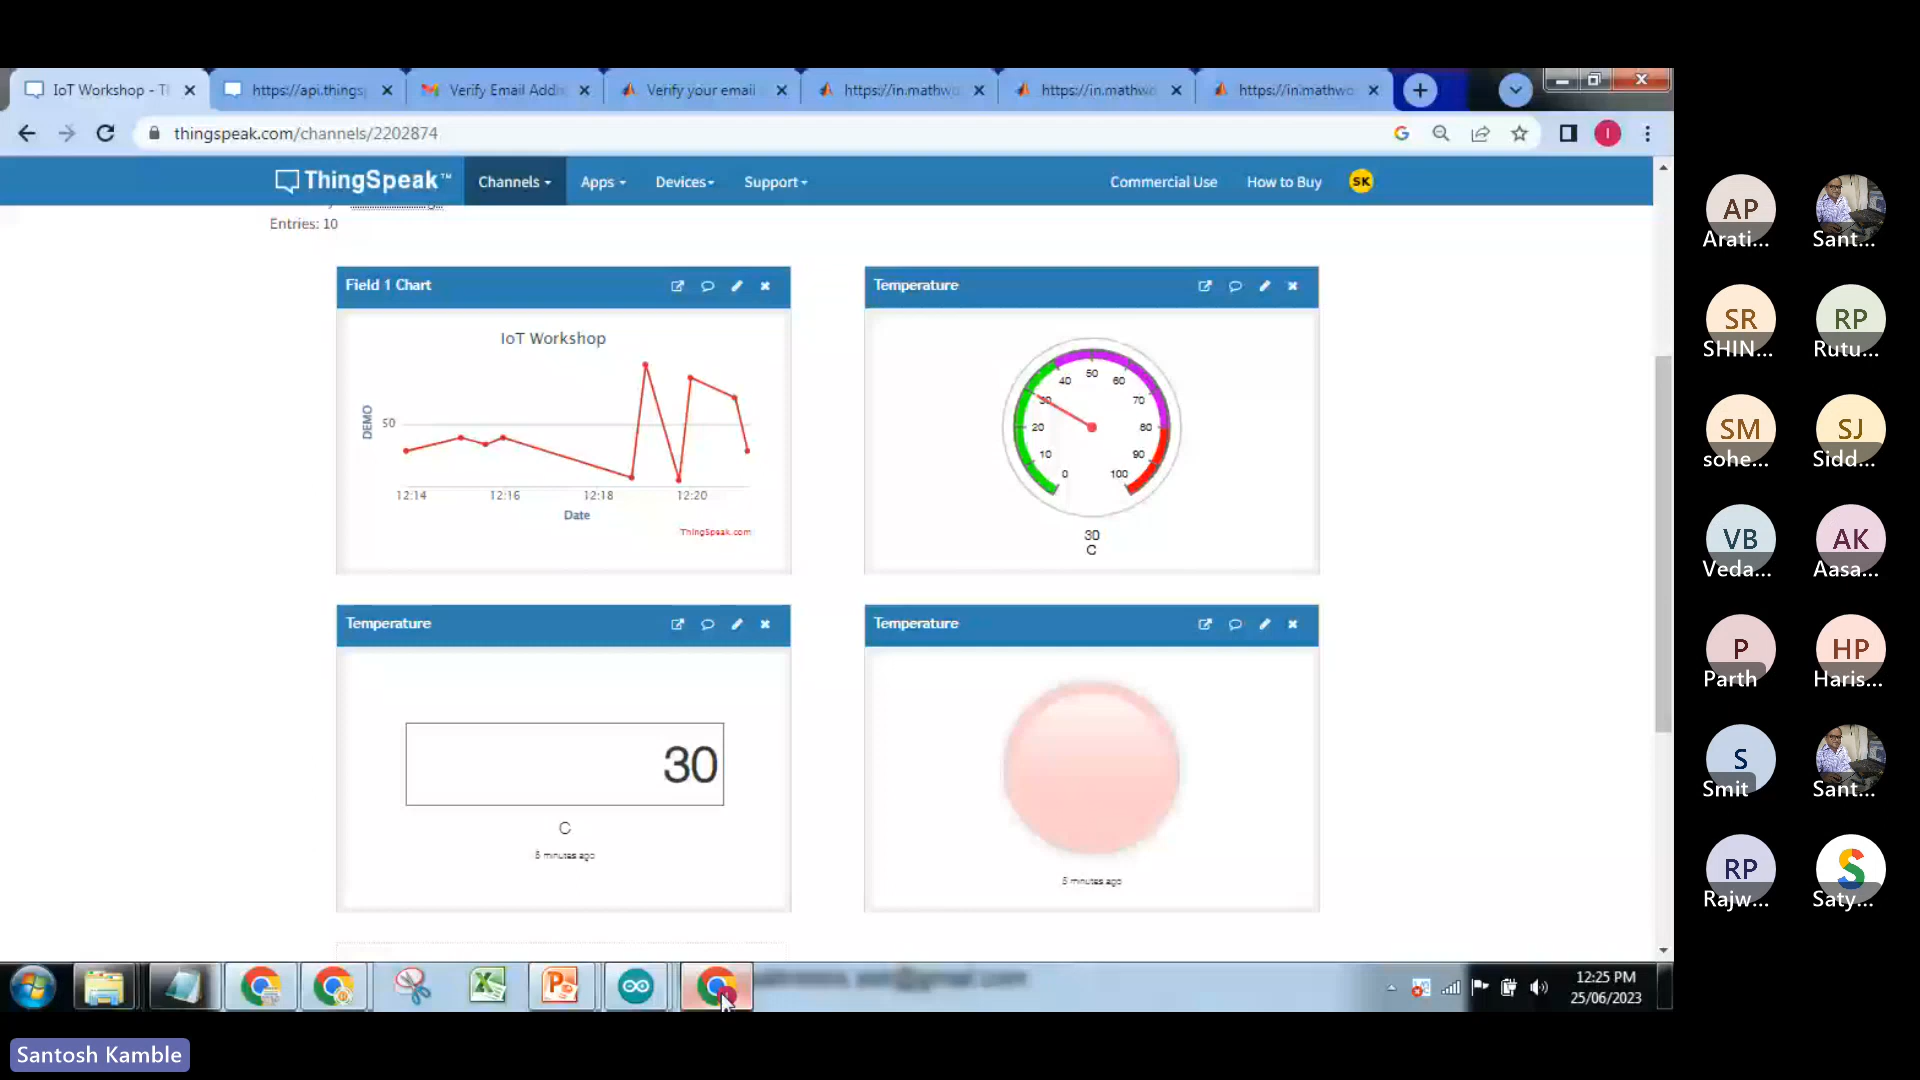 IoT Workshop - T
https://api.things
Verify Email Addr
Verify your email
https://in.mathwo
https://in.mathwo
https://in.mathwo
thingspeak.com/channels/2202874
ThingSpeak™
Channels
Apps
Devices
Support
Commercial Use
How to Buy
SK
Entries: 10
Field 1 Chart
IoT Workshop
DEMO
50
12:14
12:16
12:18
12:20
Date
ThingSpeak.com
Temperature
0
10
20
30
40
50
60
70
80
90
100
30
C
Temperature
30
C
5 minutes ago
Temperature
5 minutes ago
12:25 PM
25/06/2023
AP
Arati...
Sant...
SR
SHIN...
RP
Rutu...
SM
sohe...
SJ
Sidd...
VB
Veda...
AK
Aasa...
P
Parth
HP
Haris...
S
Smit
Sant...
RP
Rajw...
Saty...
Santosh Kamble